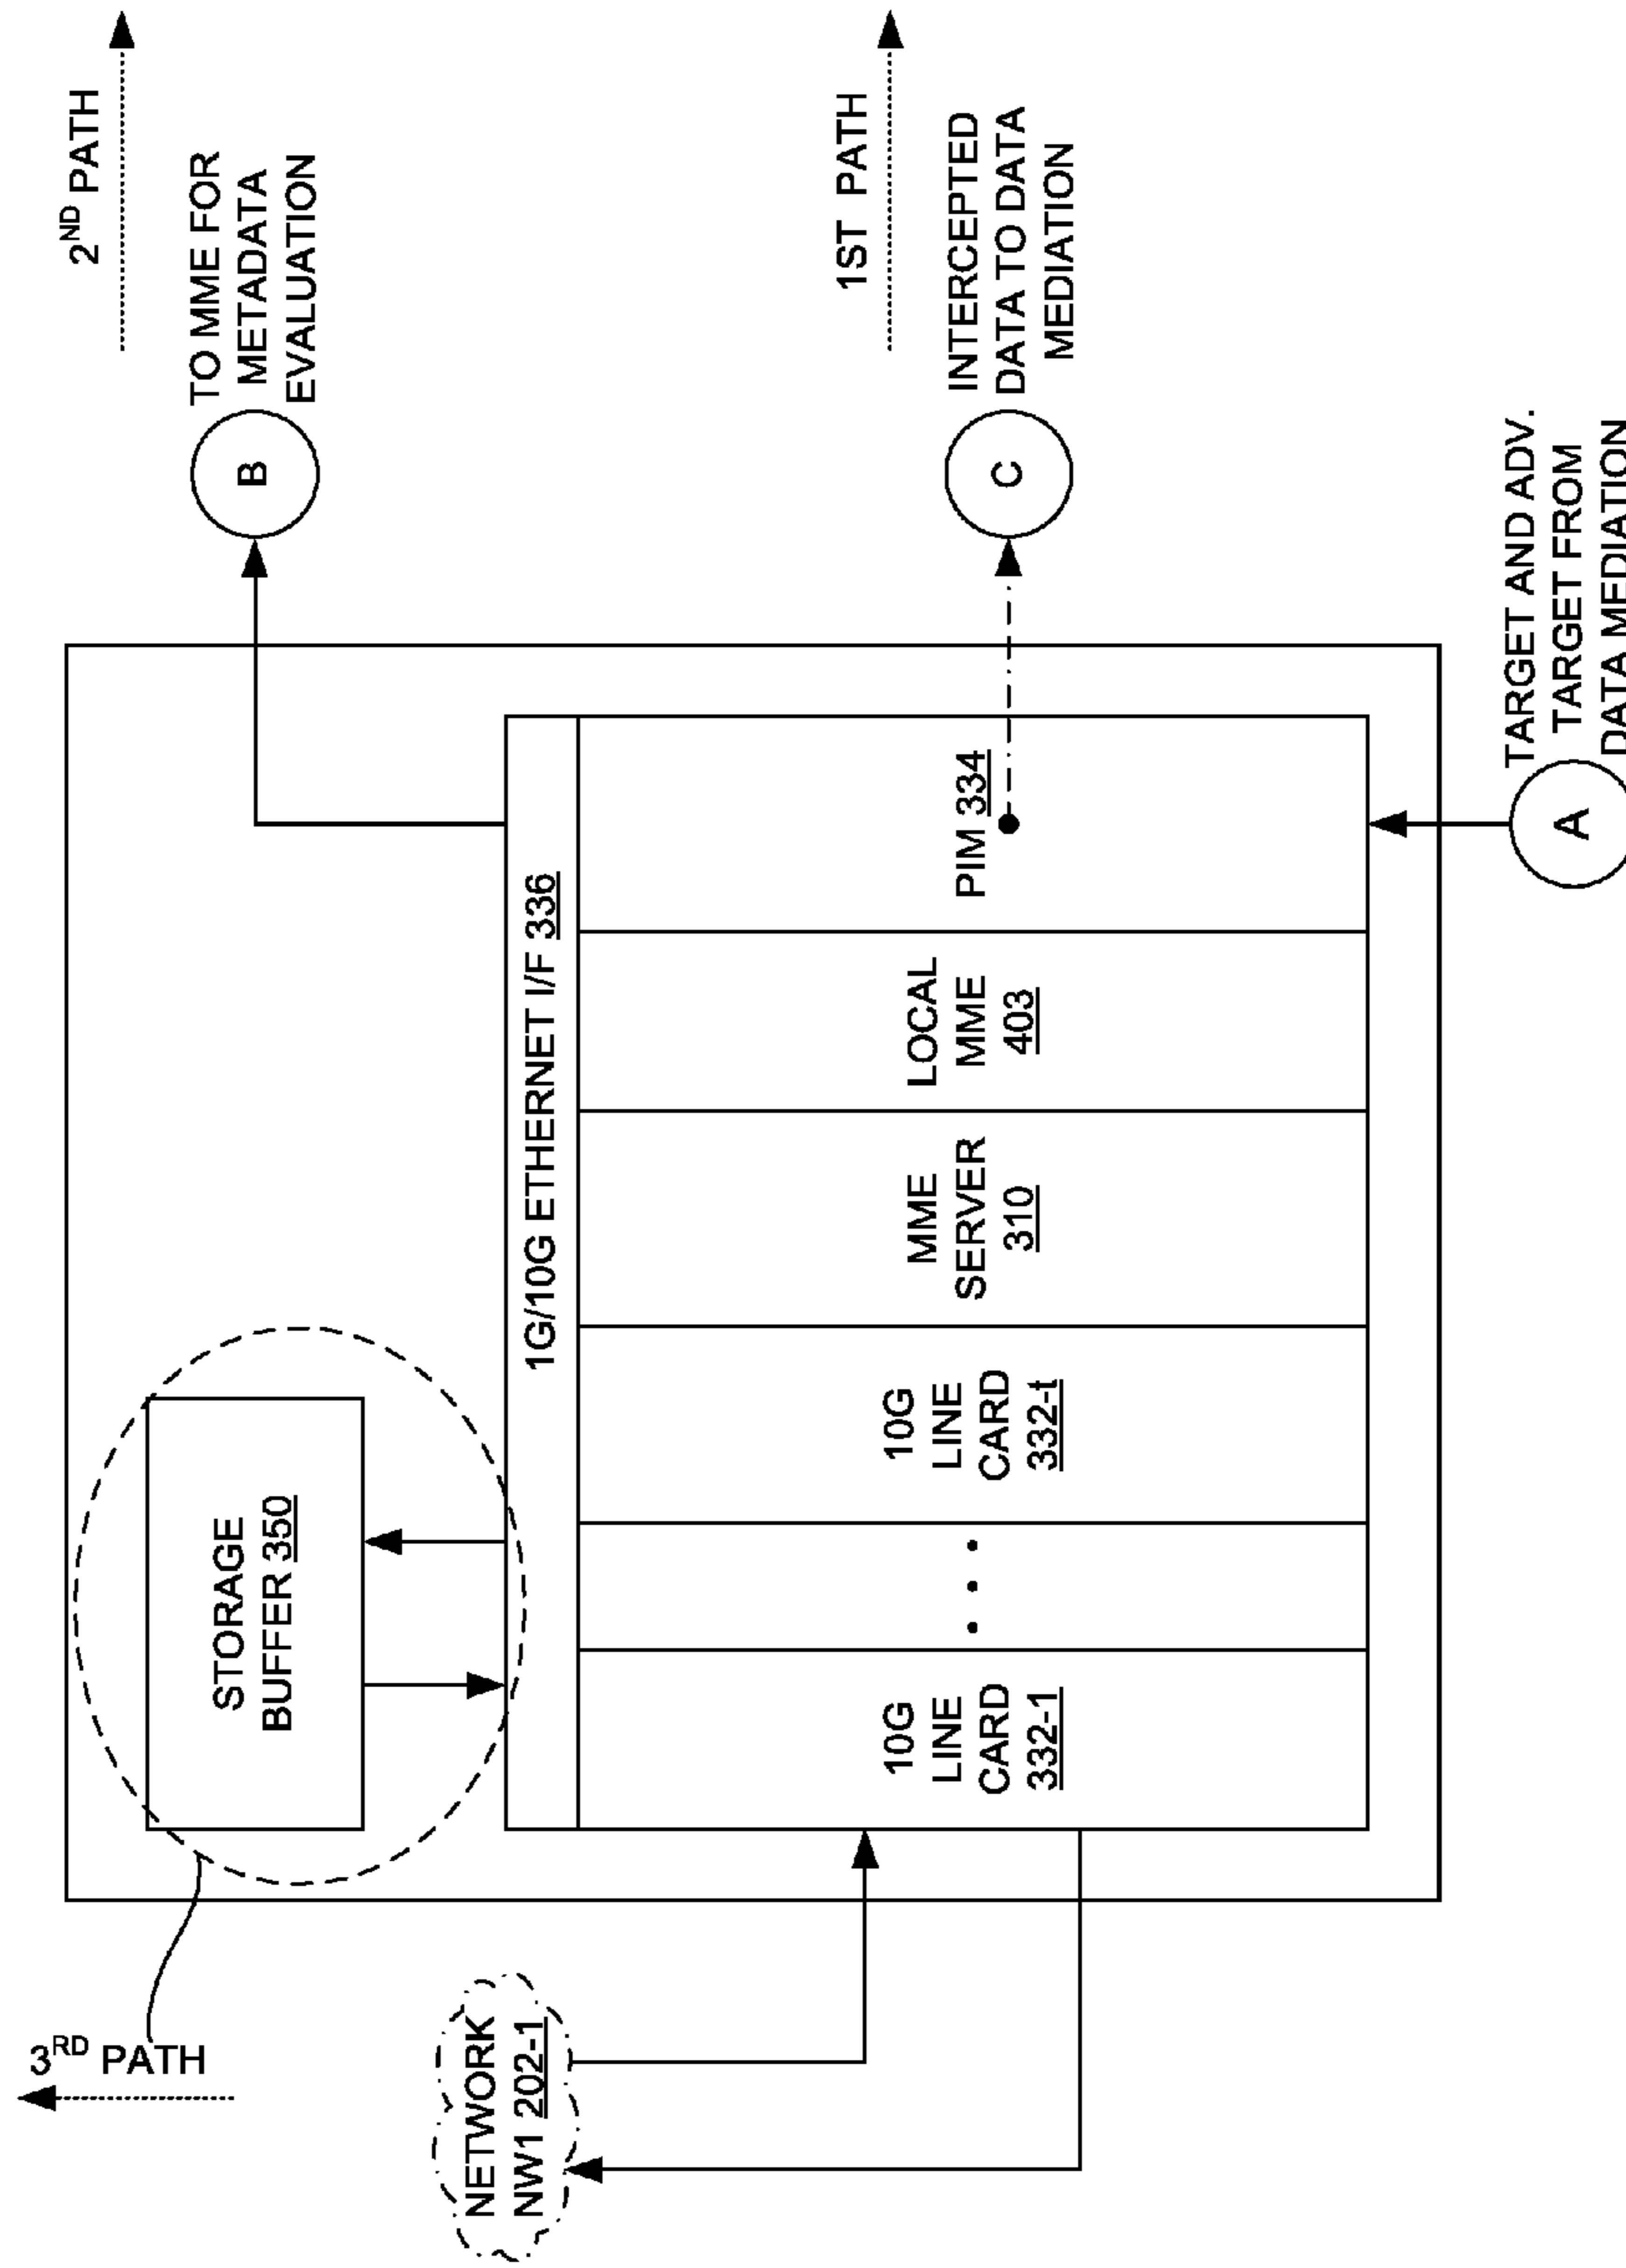 3RD PATH
STORAGE
BUFFER 350
NETWORK
NW1 202-1
1G/10G ETHERNET I/F 336
10G
LINE
CARD
332-1
. . .
10G
LINE
CARD
332-t
MME
SERVER
310
LOCAL
MME
403
PIM 334
2ND PATH
B
TO MME FOR
METADATA
EVALUATION
1ST PATH
C
INTERCEPTED
DATA TO DATA
MEDIATION
A
TARGET AND ADV.
TARGET FROM
DATA MEDIATION